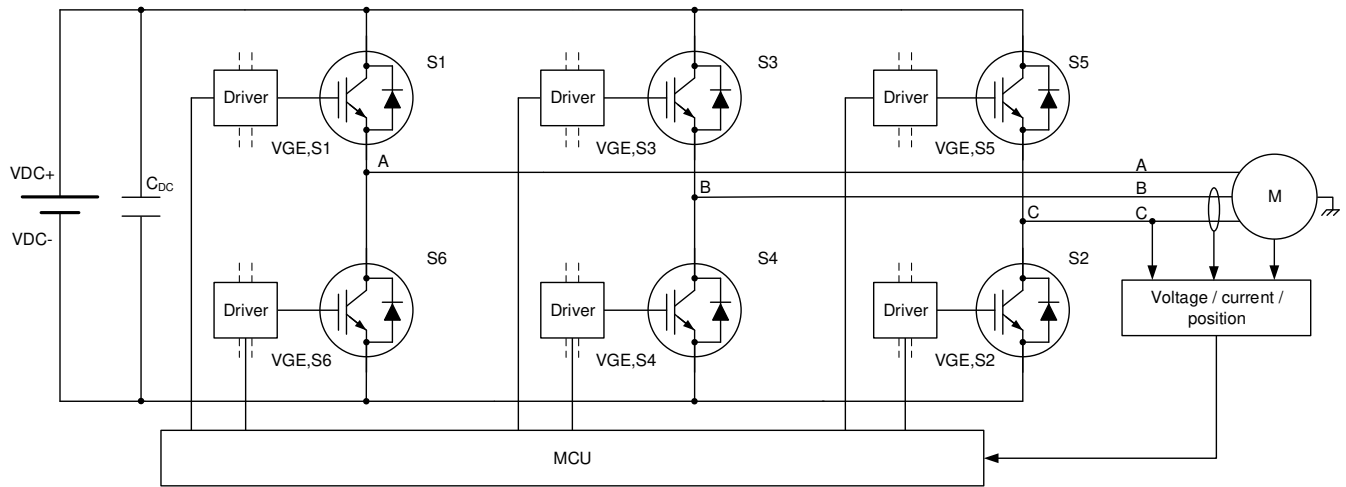 S1
S3
S5
Driver
Driver
Driver
VGE,S1
VGE,S3
VGE,S5
A
A
VDC+
CDC
B
B
M
C
C
VDC-
S6
S4
S2
Driver
Driver
Driver
Voltage / current /
position
VGE,S6
VGE,S4
VGE,S2
MCU